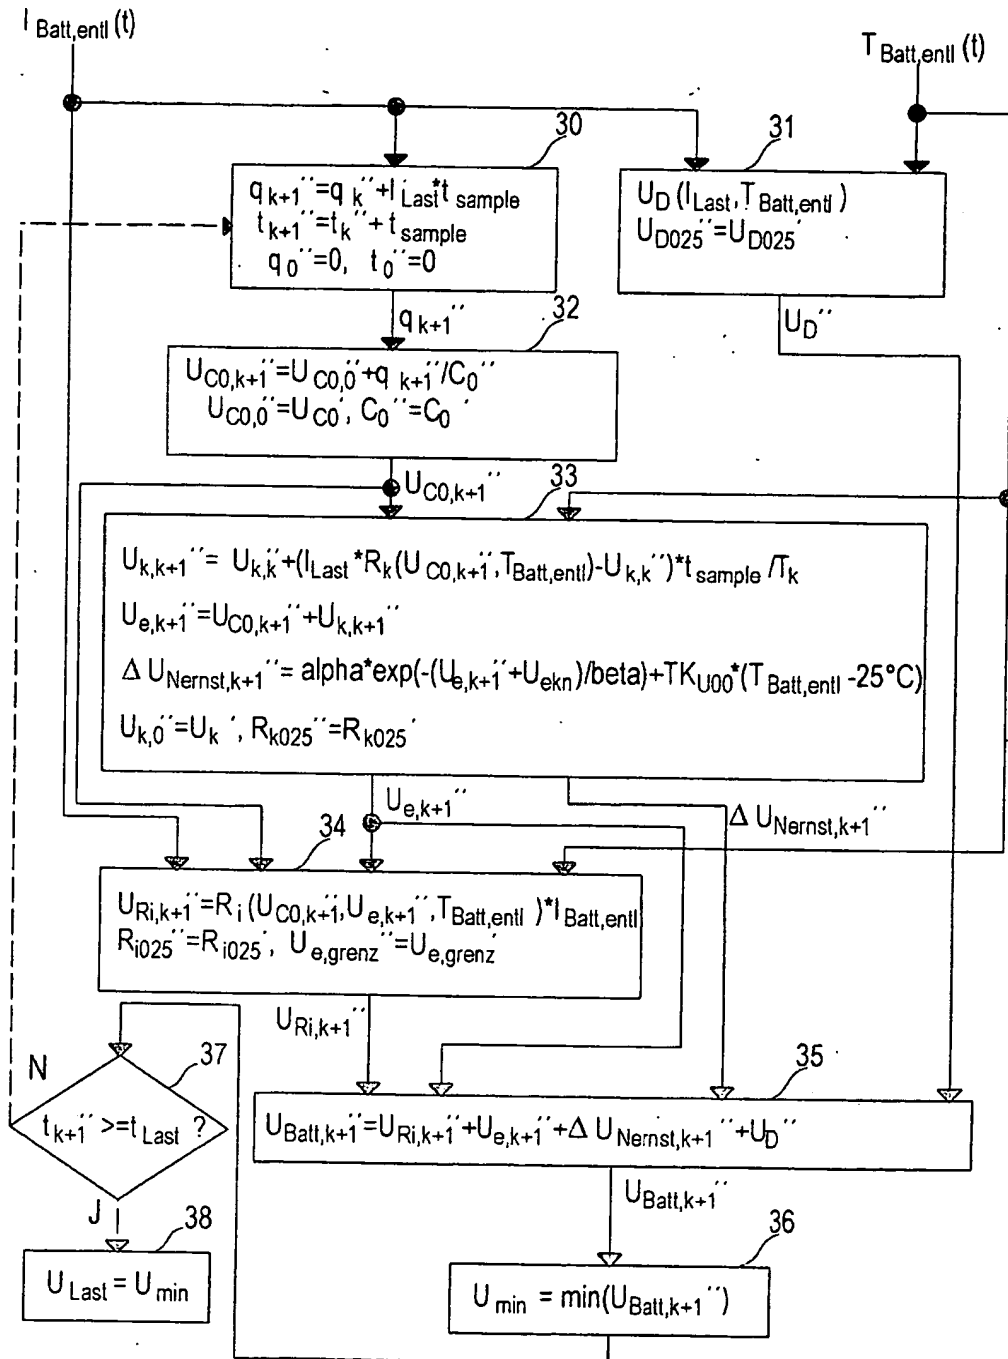 I Batt,entl (t)
T Batt,entl (t)
30
q k+1''=q k''+I Last*t sample
t k+1''=t k''+t sample
q 0''=0, t 0''=0
31
U D (I Last, T Batt,entl)
U D025''=U D025'
q k+1''
U D''
32
U C0,k+1''=U C0,0''+q k+1''/C 0''
U C0,0''=U C0', C 0''=C 0'
U C0,k+1''
33
U k,k+1''= U k,k''+(I Last*R k(U C0,k+1'', T Batt,entl)-U k,k'')*t sample/T k
U e,k+1''=U C0,k+1''+U k,k+1''
Δ U Nernst,k+1''= alpha*exp(-(U e,k+1''+U ekn)/beta)+TK U00*(T Batt,entl -25°C)
U k,0''=U k', R k025''=R k025'
U e,k+1''
Δ U Nernst,k+1''
34
U Ri,k+1''=R i (U C0,k+1'', U e,k+1'', T Batt,entl )*I Batt,entl
R i025''=R i025', U e,grenz''=U e,grenz'
U Ri,k+1''
35
U Batt,k+1''=U Ri,k+1''+U e,k+1''+Δ U Nernst,k+1''+U D''
N
37
t k+1'' >=t Last ?
U Batt,k+1''
J
38
U Last = U min
36
U min = min(U Batt,k+1'')